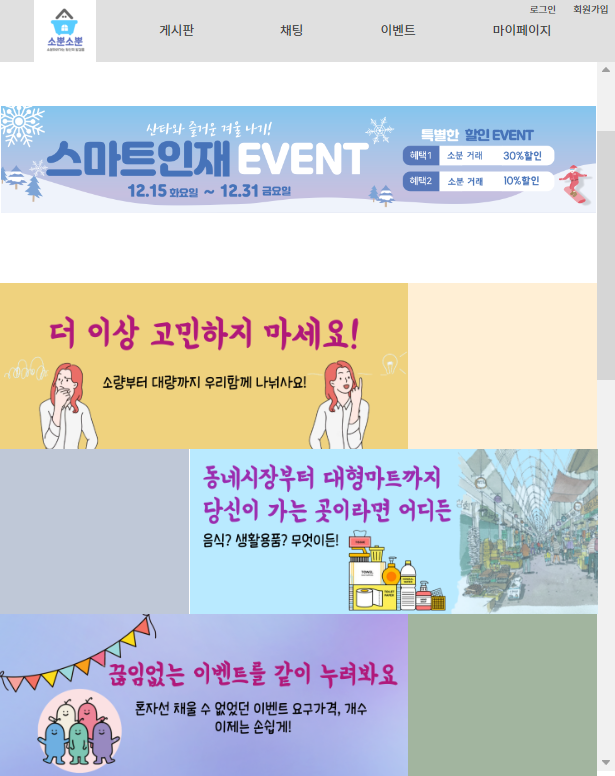 로그인 회원가입
소뿐소뿐
게시판 채팅 이벤트 마이페이지
산타와 즐거운 겨울 나기!
스마트인재 EVENT
12.15 화요일 ~ 12.31 금요일
특별한 할인 EVENT
혜택1 소분 거래 30%할인
혜택2 소분 거래 10%할인
더 이상 고민하지 마세요!
소량부터 대량까지 우리함께 나눠사요!
동네시장부터 대형마트까지
당신이 가는 곳이라면 어디든
음식? 생활용품? 무엇이든!
끊임없는 이벤트를 같이 누려봐요
혼자선 채울 수 없었던 이벤트 요구가격, 개수
이제는 손쉽게!